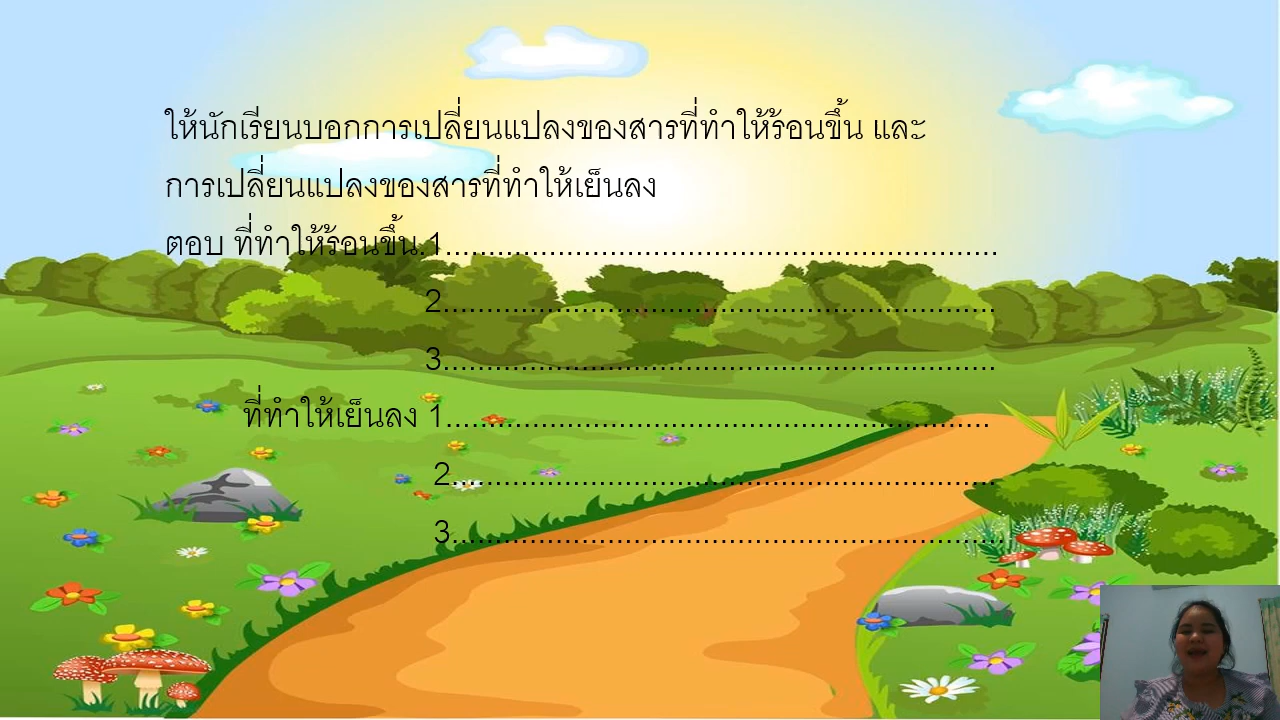 ให้นักเรียนบอกการเปลี่ยนแปลงของสารที่ทำให้ร้อนขึ้น และ
การเปลี่ยนแปลงของสารที่ทำให้เย็นลง
ตอบ ที่ทำให้ร้อนขึ้น.1..................................................................
2..................................................................
3..................................................................
ที่ทำให้เย็นลง 1.................................................................
2.................................................................
3.................................................................